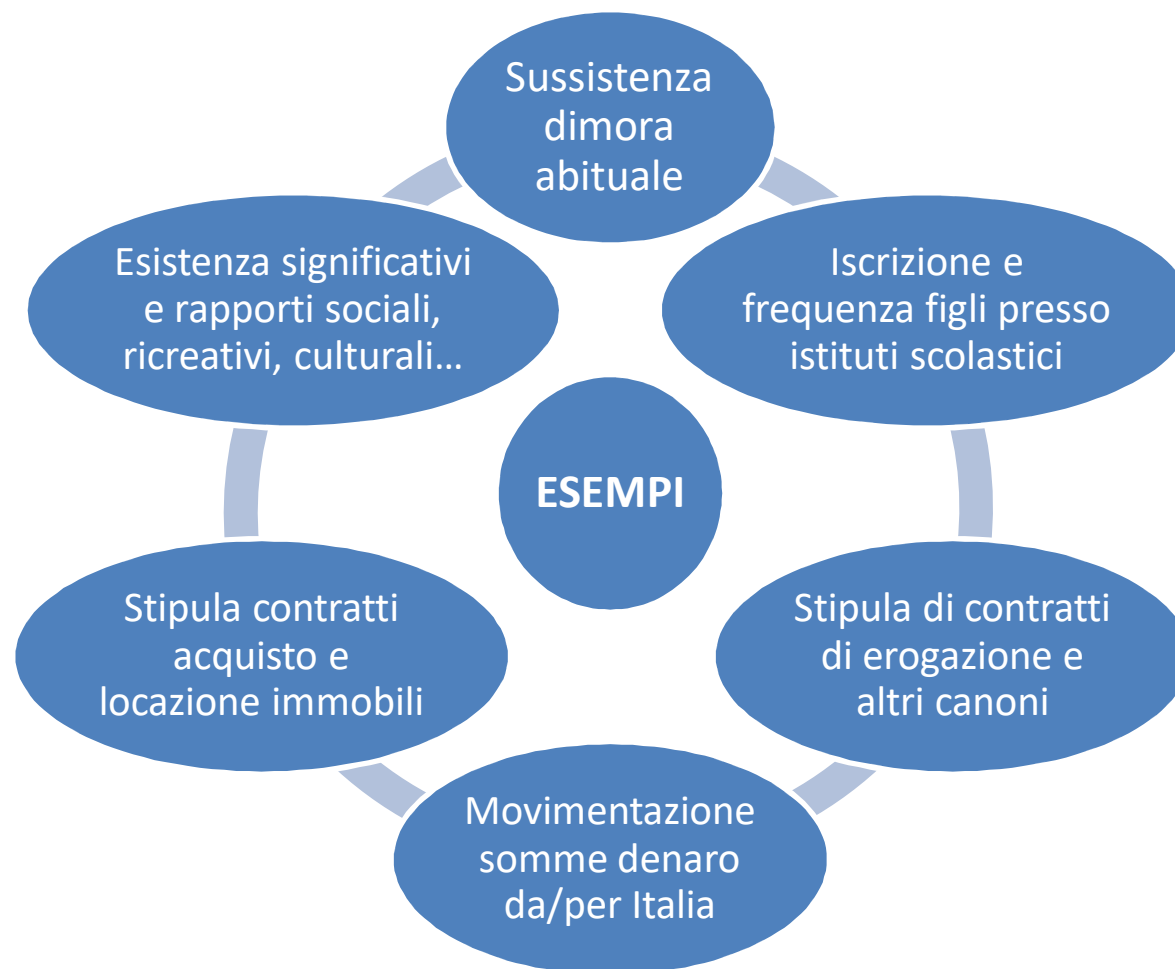 Sussistenza
dimora
abituale
Esistenza significativi
e rapporti sociali,
ricreativi, culturali…
Iscrizione e
frequenza figli presso
istituti scolastici
ESEMPI
Stipula contratti
acquisto e
locazione immobili
Stipula di contratti
di erogazione e
altri canoni
Movimentazione
somme denaro
da/per Italia